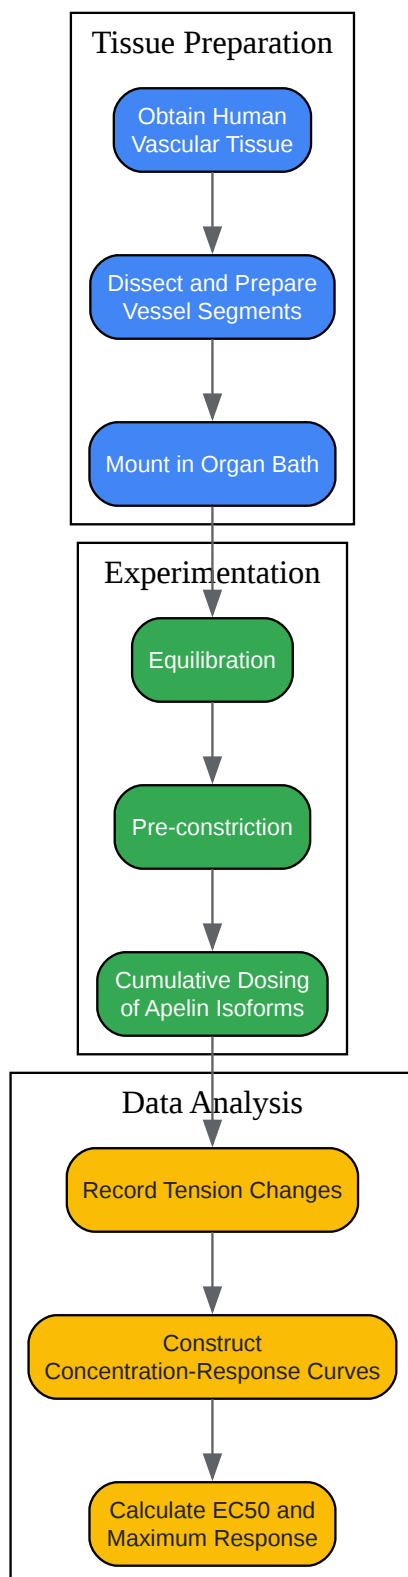 Tissue Preparation
Obtain Human
Vascular Tissue
Dissect and Prepare
Vessel Segments
Mount in Organ Bath
Experimentation
Equilibration
Pre-constriction
Cumulative Dosing
of Apelin Isoforms
Data Analysis
Record Tension Changes
Construct
Concentration-Response Curves
Calculate EC50 and
Maximum Response